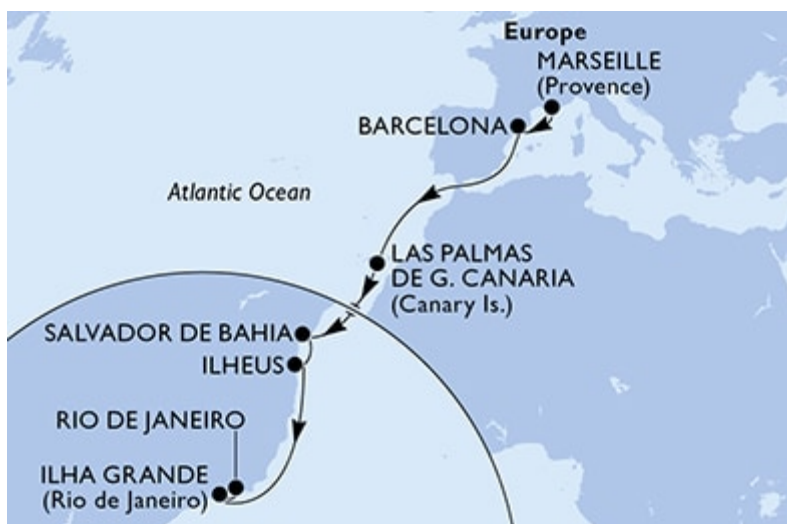 Europe
MARSEILLE
(Provence)
BARCELONA
Atlantic Ocean
LAS PALMAS
DE G. CANARIA
(Canary Is.)
SALVADOR DE BAHIA
ILHEUS
RIO DE JANEIRO
ILHA GRANDE
(Rio de Janeiro)